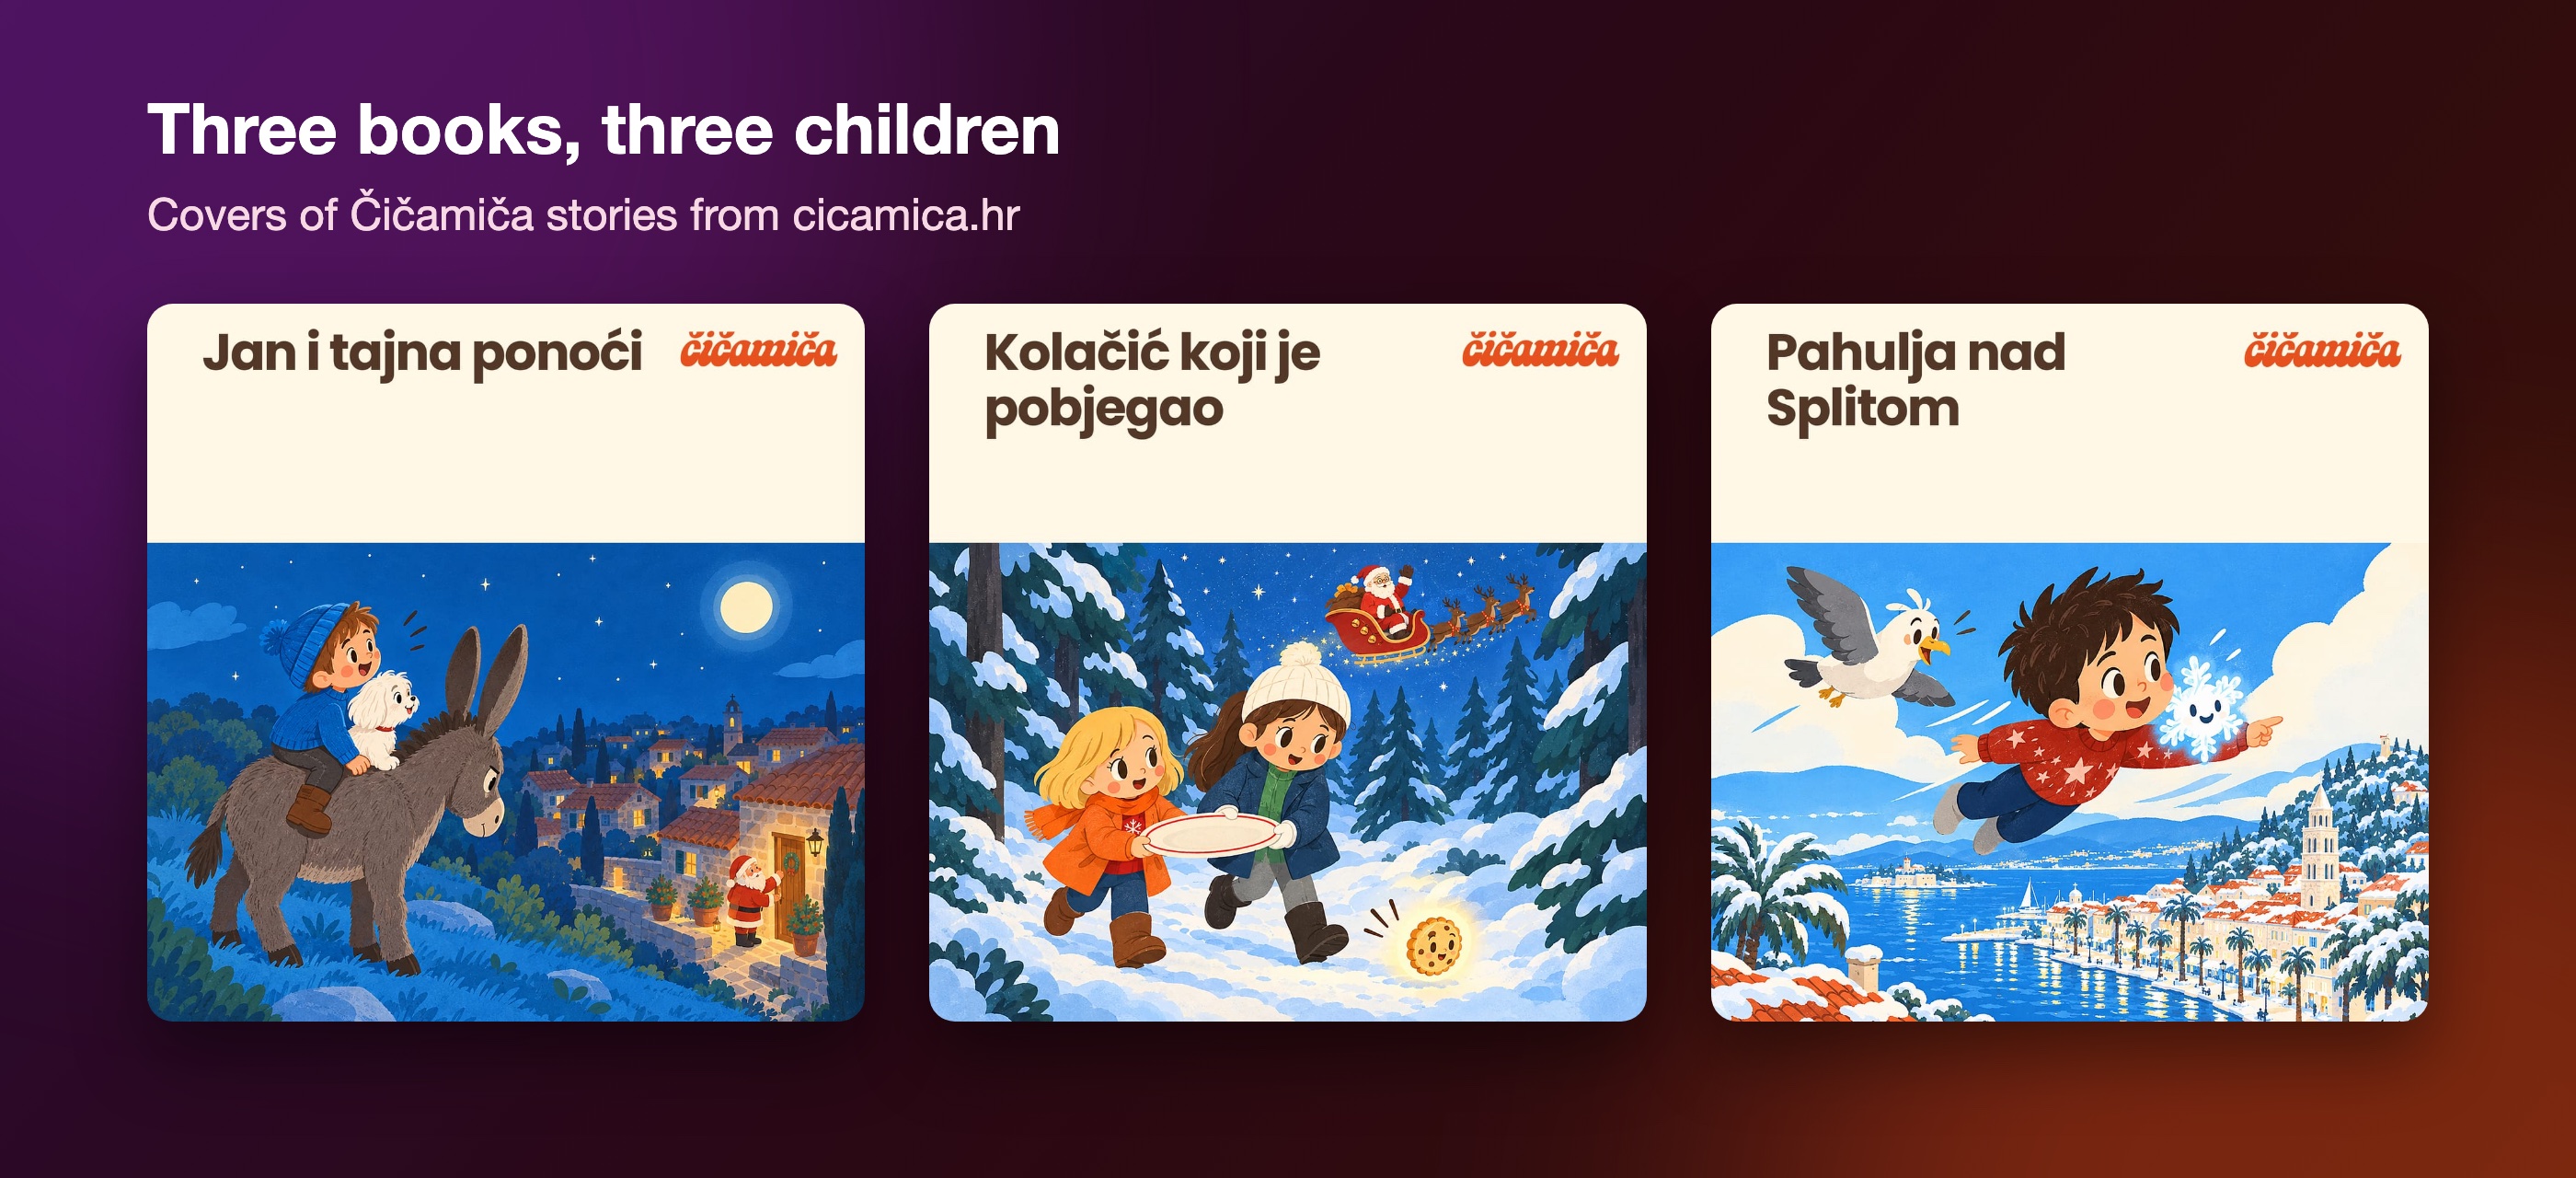 Three books, three children
Covers of Čičamiča stories from cicamica.hr
Jan i tajna ponoći
čičamiča
Kolačić koji je
pobjegao
čičamiča
Pahulja nad
Splitom
čičamiča